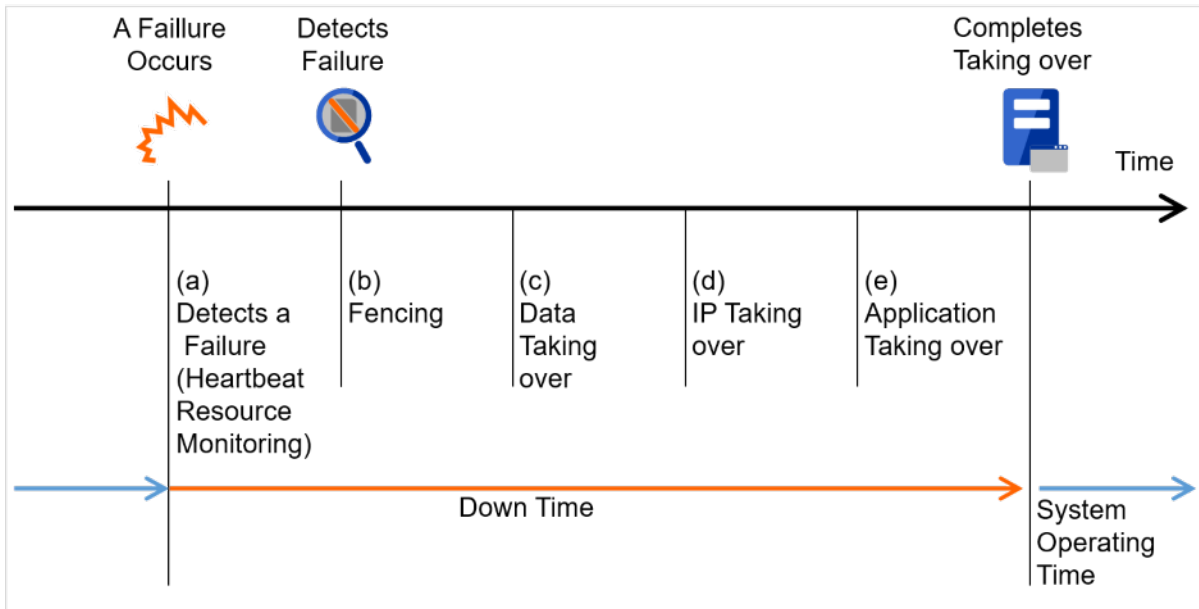 A Faillure
Occurs
Detects
Failure
Completes
Taking over
Time
(a)
Detects a
Failure
(Heartbeat
Resource
Monitoring)
(b)
Fencing
(c)
Data
Taking
over
(d)
IP Taking
over
(e)
Application
Taking over
Down Time
System
Operating
Time